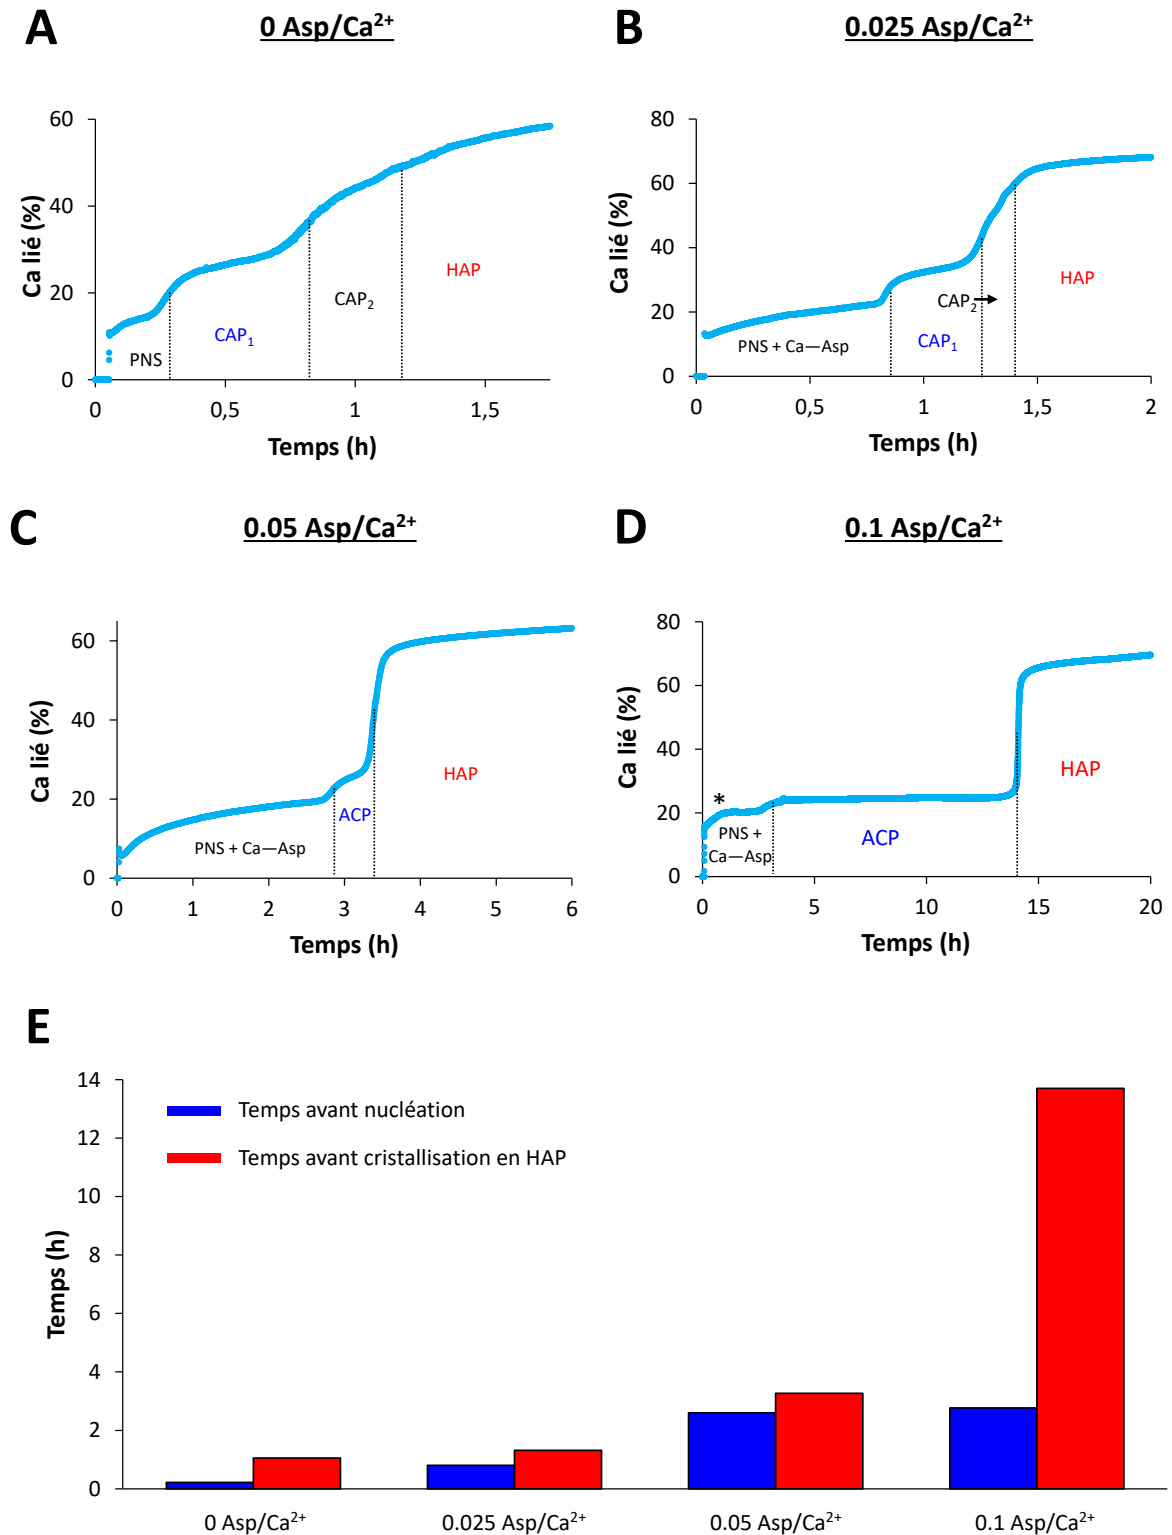 A
0 Asp/Ca²⁺
60
40
20
0
Ca lié (%)
PNS
CAP₁
CAP₂
HAP
0
0,5
1
1,5
Temps (h)
B
0.025 Asp/Ca²⁺
80
60
40
20
0
Ca lié (%)
PNS + Ca—Asp
CAP₁
CAP₂
HAP
0
0,5
1
1,5
2
Temps (h)
C
0.05 Asp/Ca²⁺
60
40
20
0
Ca lié (%)
PNS + Ca—Asp
ACP
HAP
0
1
2
3
4
5
6
Temps (h)
D
0.1 Asp/Ca²⁺
80
60
40
20
0
Ca lié (%)
*
PNS +
Ca—Asp
ACP
HAP
0
5
10
15
20
Temps (h)
E
14
12
10
8
6
4
2
0
Temps (h)
Temps avant nucléation
Temps avant cristallisation en HAP
0 Asp/Ca²⁺
0.025 Asp/Ca²⁺
0.05 Asp/Ca²⁺
0.1 Asp/Ca²⁺